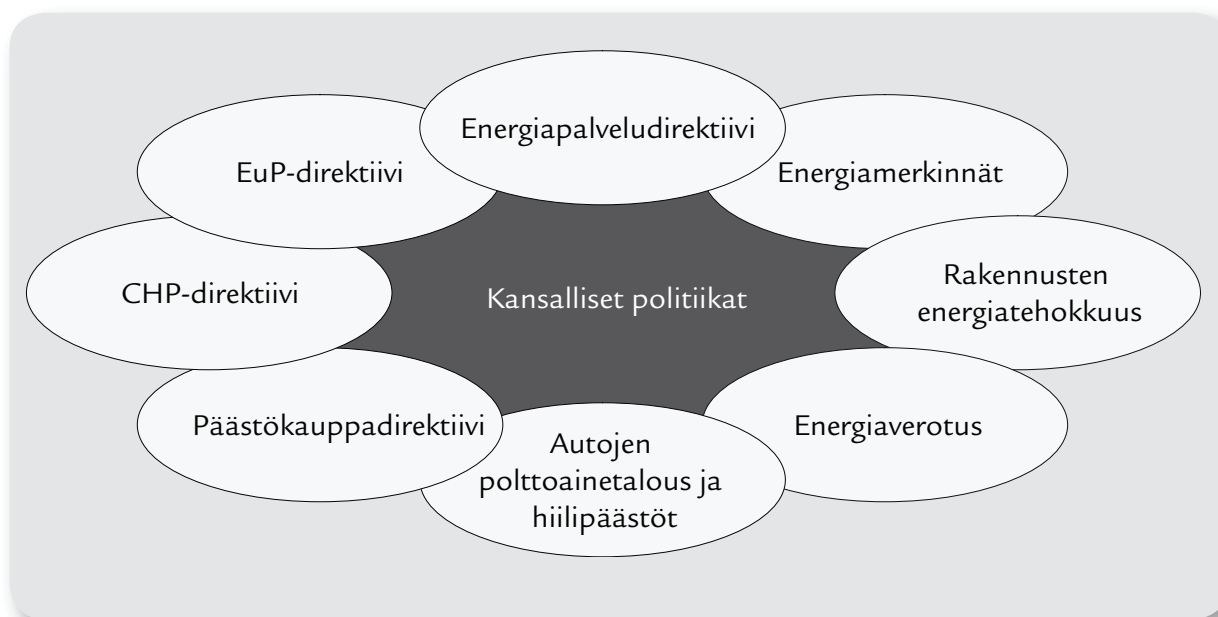 Energiapalveludirektiivi
EuP-direktiivi
Energiamerkinnät
CHP-direktiivi
Kansalliset politiikat
Rakennusten
energiatehokkuus
Päästökauppadirektiivi
Autojen
polttoainetalous ja
hiilipäästöt
Energiaverotus